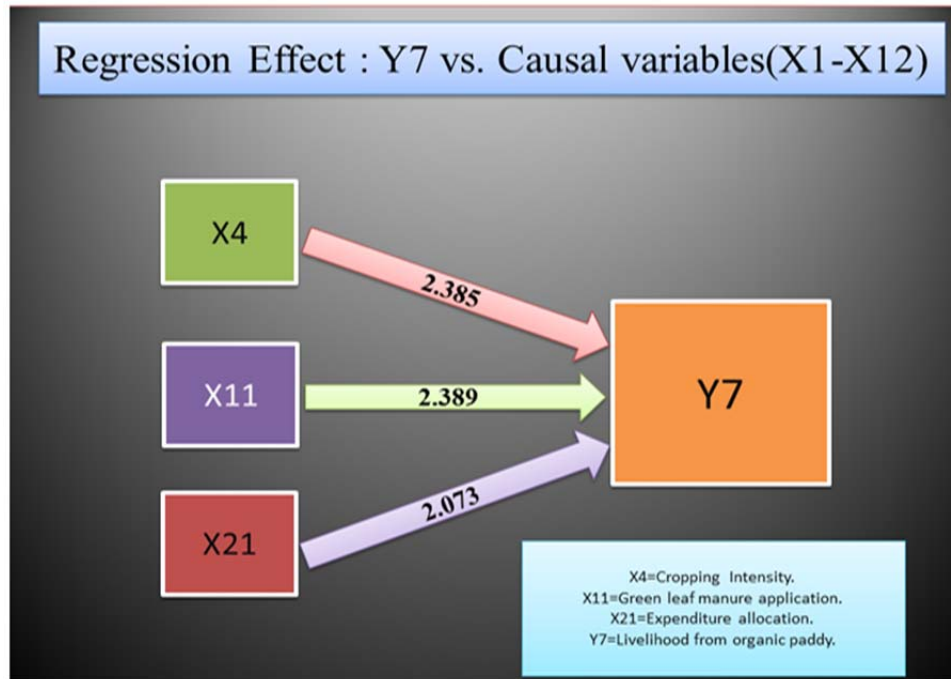 Regression Effect : Y7 vs. Causal variables(X1-X12)
X4
2.385
X11
2.389
Y7
X21
2.073
X4=Cropping Intensity.
X11=Green leaf manure application.
X21=Expenditure allocation.
Y7=Livelihood from organic paddy.